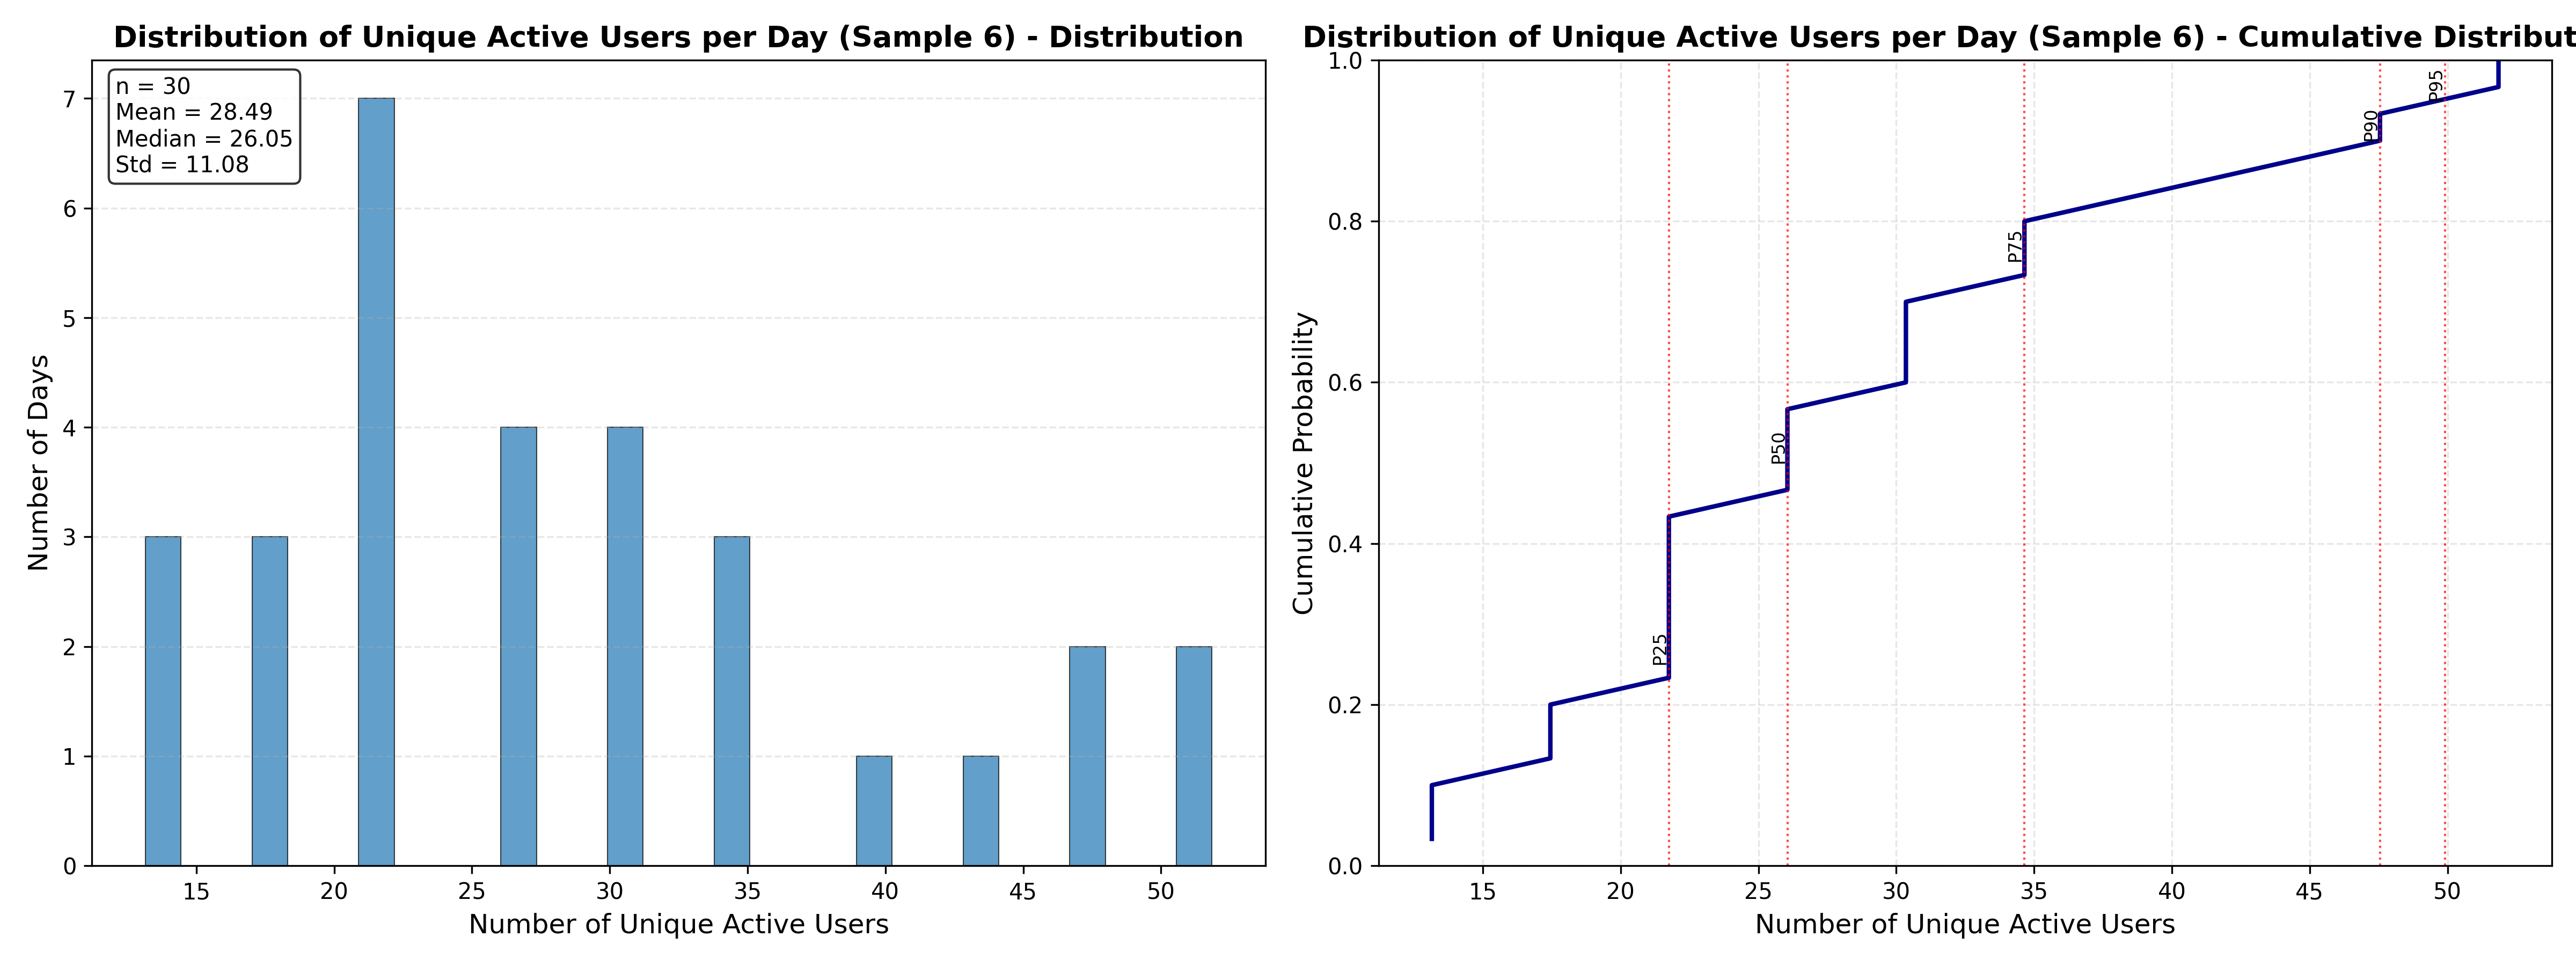 Distribution of Unique Active Users per Day (Sample 6) - Distribution
n = 30
Mean = 28.49
Median = 26.05
Std = 11.08
Number of Days
7
6
5
4
3
2
1
0
15 20 25 30 35 40 45 50
Number of Unique Active Users
Distribution of Unique Active Users per Day (Sample 6) - Cumulative Distribut
Cumulative Probability
1.0
0.8
0.6
0.4
0.2
0.0
P25
P50
P75
P90
P95
15 20 25 30 35 40 45 50
Number of Unique Active Users